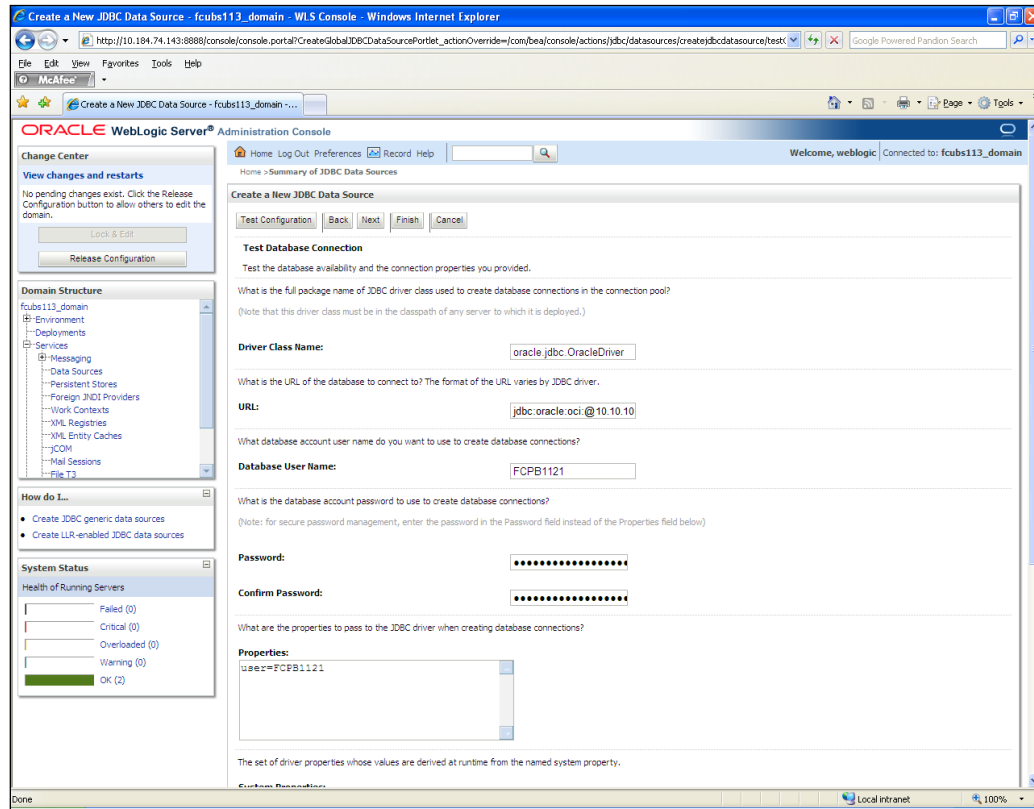 Create a New JDBC Data Source - fcubs113_domain - WLS Console - Windows Internet Explorer
http://10.184.74.143:8888/console/console.portal?CreateGlobalJDBCDataSourcePortlet_actionOverride=/com/bea/console/actions/jdbc/datasources/createjdbcdatasource/test(
Google Powered Pandion Search
File Edit View Favorites Tools Help
McAfee
Create a New JDBC Data Source - fcubs113_domain -...
Page Tools
ORACLE WebLogic Server® Administration Console
Change Center
View changes and restarts
No pending changes exist. Click the Release
Configuration button to allow others to edit the
domain.
Lock & Edit
Release Configuration
Domain Structure
fcubs113_domain
Environment
Deployments
Services
Messaging
Data Sources
Persistent Stores
Foreign JNDI Providers
Work Contexts
XML Registries
XML Entity Caches
jCOM
Mail Sessions
File T3
How do I...
Create JDBC generic data sources
Create LLR-enabled JDBC data sources
System Status
Health of Running Servers
Failed (0)
Critical (0)
Overloaded (0)
Warning (0)
OK (2)
Home Log Out Preferences Record Help
Welcome, weblogic Connected to: fcubs113_domain
Home >Summary of JDBC Data Sources
Create a New JDBC Data Source
Test Configuration Back Next Finish Cancel
Test Database Connection
Test the database availability and the connection properties you provided.
What is the full package name of JDBC driver class used to create database connections in the connection pool?
(Note that this driver class must be in the classpath of any server to which it is deployed.)
Driver Class Name: oracle.jdbc.OracleDriver
What is the URL of the database to connect to? The format of the URL varies by JDBC driver.
URL: jdbc:oracle:oci:@10.10.10
What database account user name do you want to use to create database connections?
Database User Name: FCPB1121
What is the database account password to use to create database connections?
(Note: for secure password management, enter the password in the Password field instead of the Properties field below)
Password:
Confirm Password:
What are the properties to pass to the JDBC driver when creating database connections?
Properties:
user=FCPB1121
The set of driver properties whose values are derived at runtime from the named system property.
System Properties:
Done
Local intranet
100%